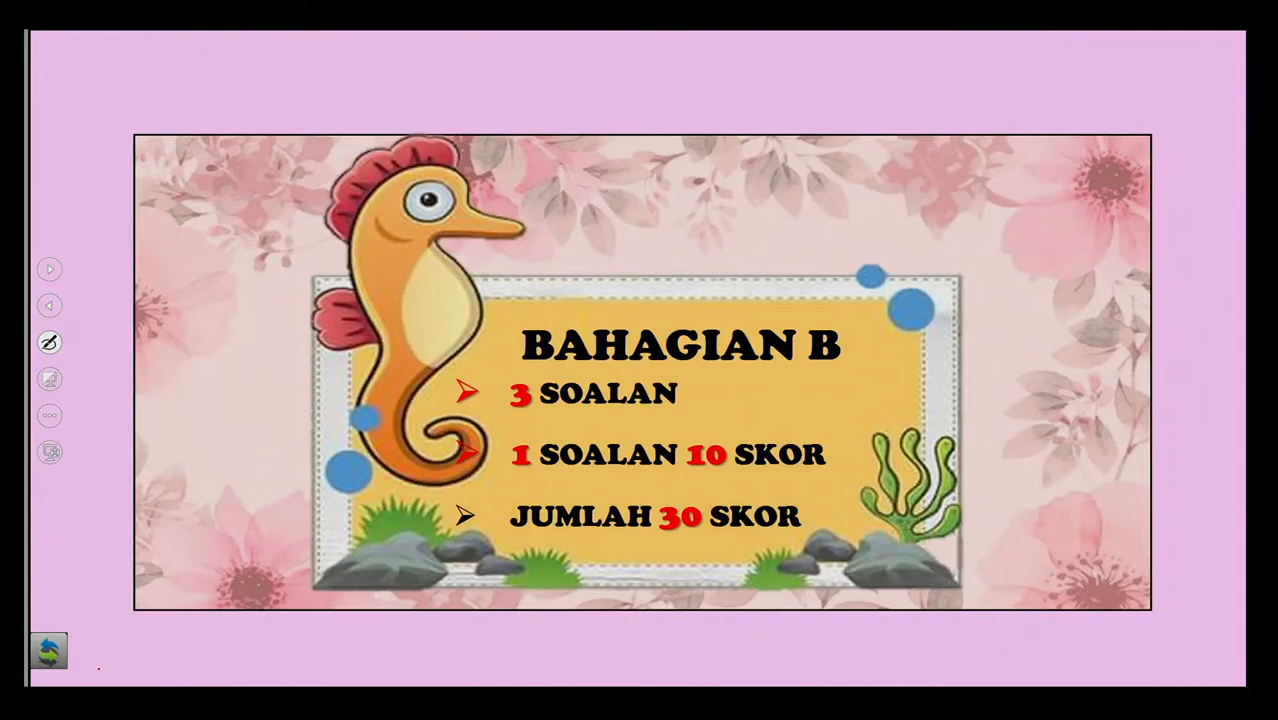 BAHAGIAN B
3 SOALAN
1 SOALAN 10 SKOR
JUMLAH 30 SKOR